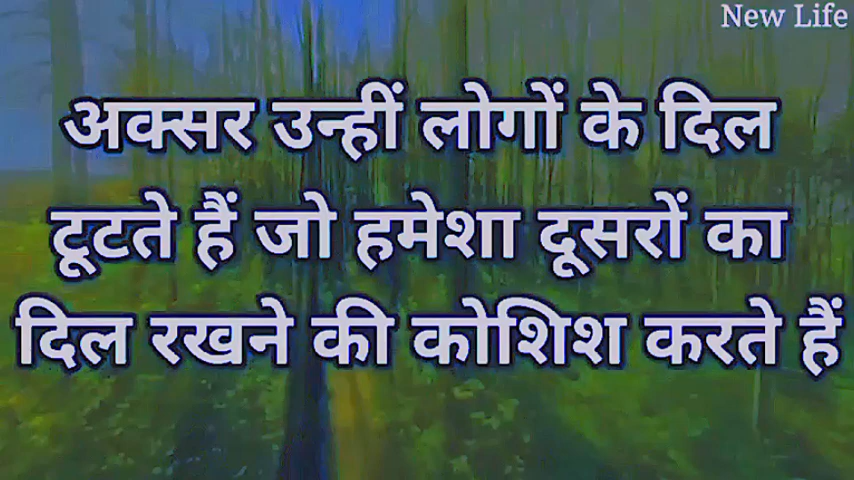 New Life
अक्सर उन्हीं लोगों के दिल
टूटते हैं जो हमेशा दूसरों का
दिल रखने की कोशिश करते हैं